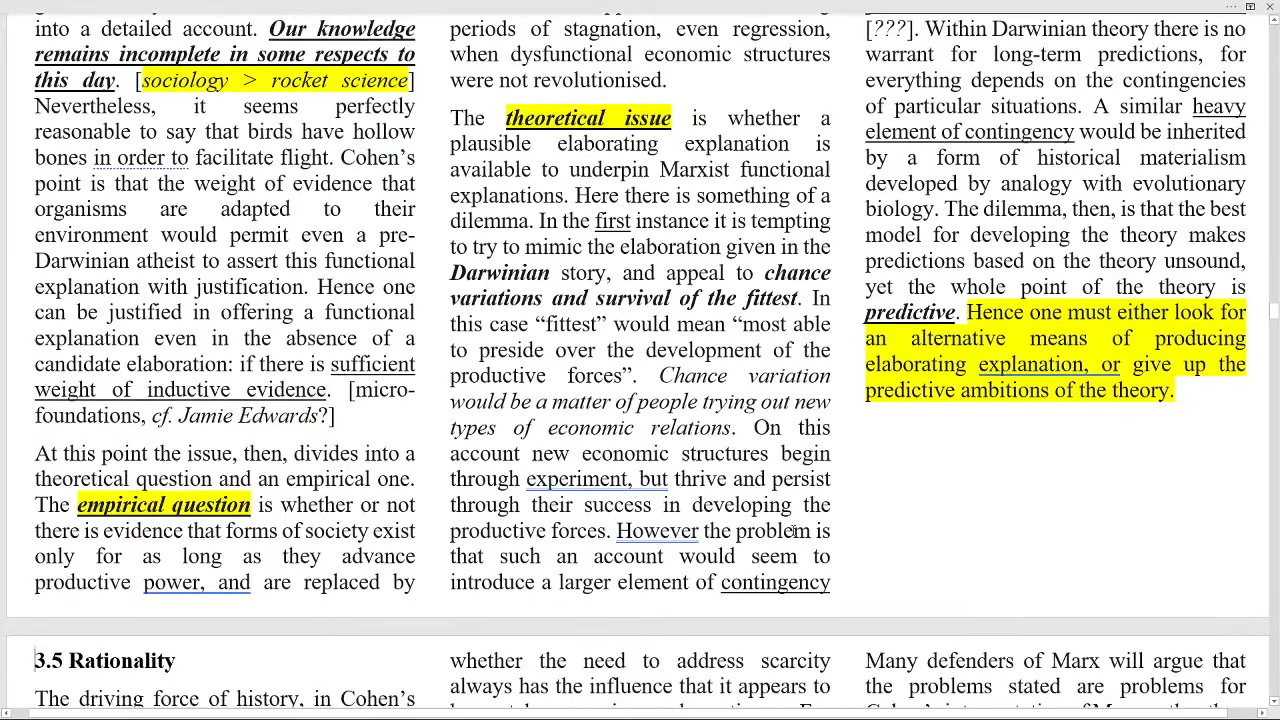 into a detailed account. Our knowledge
remains incomplete in some respects to
this day. [sociology > rocket science]
Nevertheless, it seems perfectly
reasonable to say that birds have hollow
bones in order to facilitate flight. Cohen’s
point is that the weight of evidence that
organisms are adapted to their
environment would permit even a pre-
Darwinian atheist to assert this functional
explanation with justification. Hence one
can be justified in offering a functional
explanation even in the absence of a
candidate elaboration: if there is sufficient
weight of inductive evidence. [micro-
foundations, cf. Jamie Edwards?]
At this point the issue, then, divides into a
theoretical question and an empirical one.
The empirical question is whether or not
there is evidence that forms of society exist
only for as long as they advance
productive power, and are replaced by
periods of stagnation, even regression,
when dysfunctional economic structures
were not revolutionised.
The theoretical issue is whether a
plausible elaborating explanation is
available to underpin Marxist functional
explanations. Here there is something of a
dilemma. In the first instance it is tempting
to try to mimic the elaboration given in the
Darwinian story, and appeal to chance
variations and survival of the fittest. In
this case “fittest” would mean “most able
to preside over the development of the
productive forces”. Chance variation
would be a matter of people trying out new
types of economic relations. On this
account new economic structures begin
through experiment, but thrive and persist
through their success in developing the
productive forces. However the problem is
that such an account would seem to
introduce a larger element of contingency
[???]. Within Darwinian theory there is no
warrant for long-term predictions, for
everything depends on the contingencies
of particular situations. A similar heavy
element of contingency would be inherited
by a form of historical materialism
developed by analogy with evolutionary
biology. The dilemma, then, is that the best
model for developing the theory makes
predictions based on the theory unsound,
yet the whole point of the theory is
predictive. Hence one must either look for
an alternative means of producing
elaborating explanation, or give up the
predictive ambitions of the theory.
3.5 Rationality
The driving force of history, in Cohen’s
whether the need to address scarcity
always has the influence that it appears to
Many defenders of Marx will argue that
the problems stated are problems for